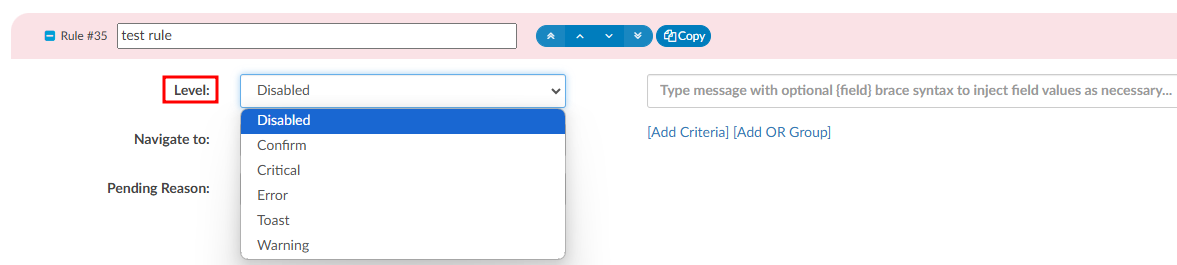 Rule #35 test rule Copy
Level: Disabled Type message with optional {field} brace syntax to inject field values as necessary...
Disabled
Navigate to: [Add Criteria] [Add OR Group]
Confirm
Critical
Pending Reason:
Error
Toast
Warning